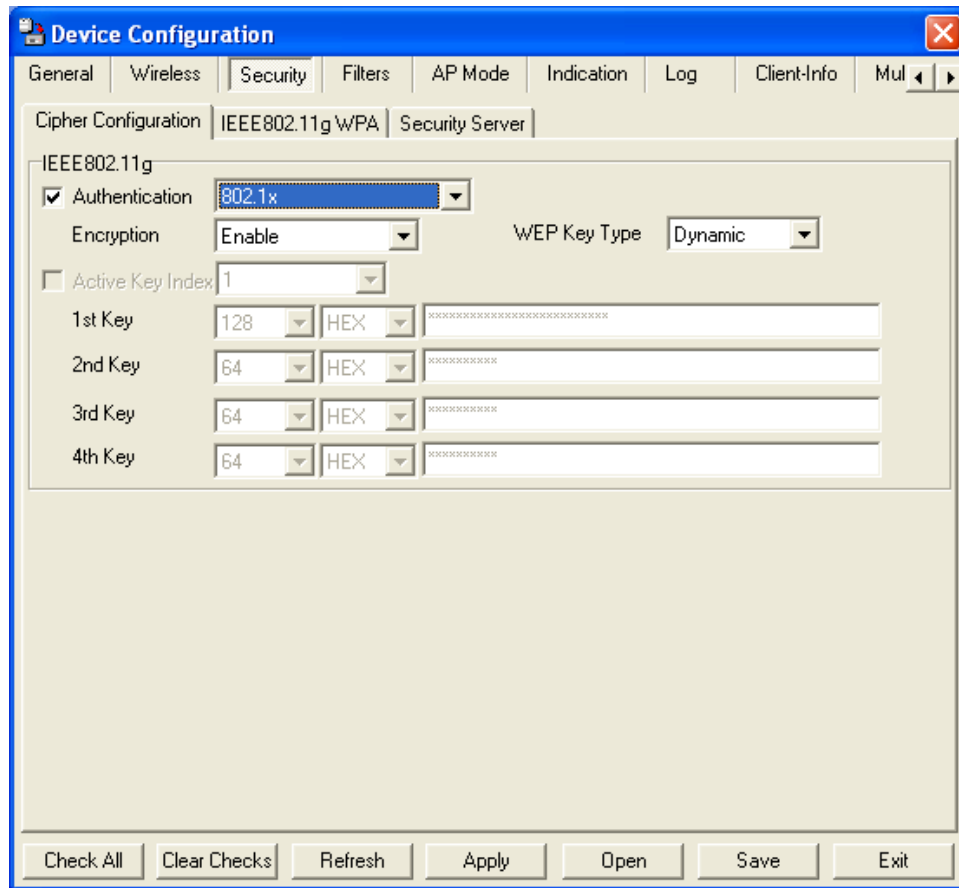 Device Configuration
General Wireless Security Filters AP Mode Indication Log Client-Info Mul
Cipher Configuration IEEE802.11g WPA Security Server
IEEE802.11g
Authentication 802.1x
Encryption Enable WEP Key Type Dynamic
Active Key Index 1
1st Key 128 HEX **************************
2nd Key 64 HEX **********
3rd Key 64 HEX **********
4th Key 64 HEX **********
Check All Clear Checks Refresh Apply Open Save Exit